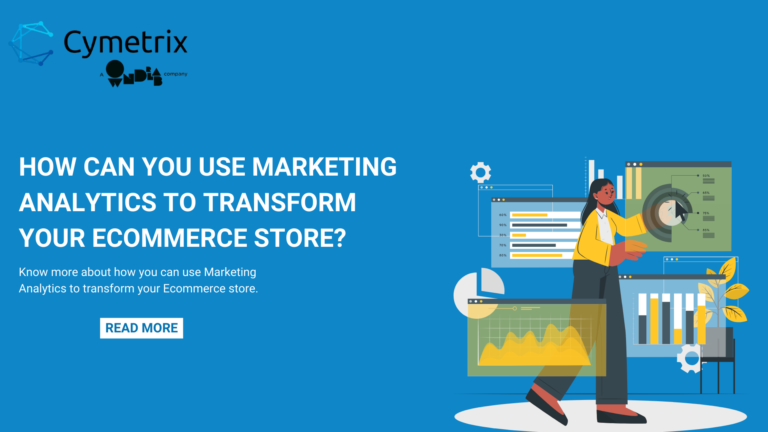 Cymetrix
a OWNDLAB company
HOW CAN YOU USE MARKETING
ANALYTICS TO TRANSFORM
YOUR ECOMMERCE STORE?
Know more about how you can use Marketing
Analytics to transform your Ecommerce store.
READ MORE